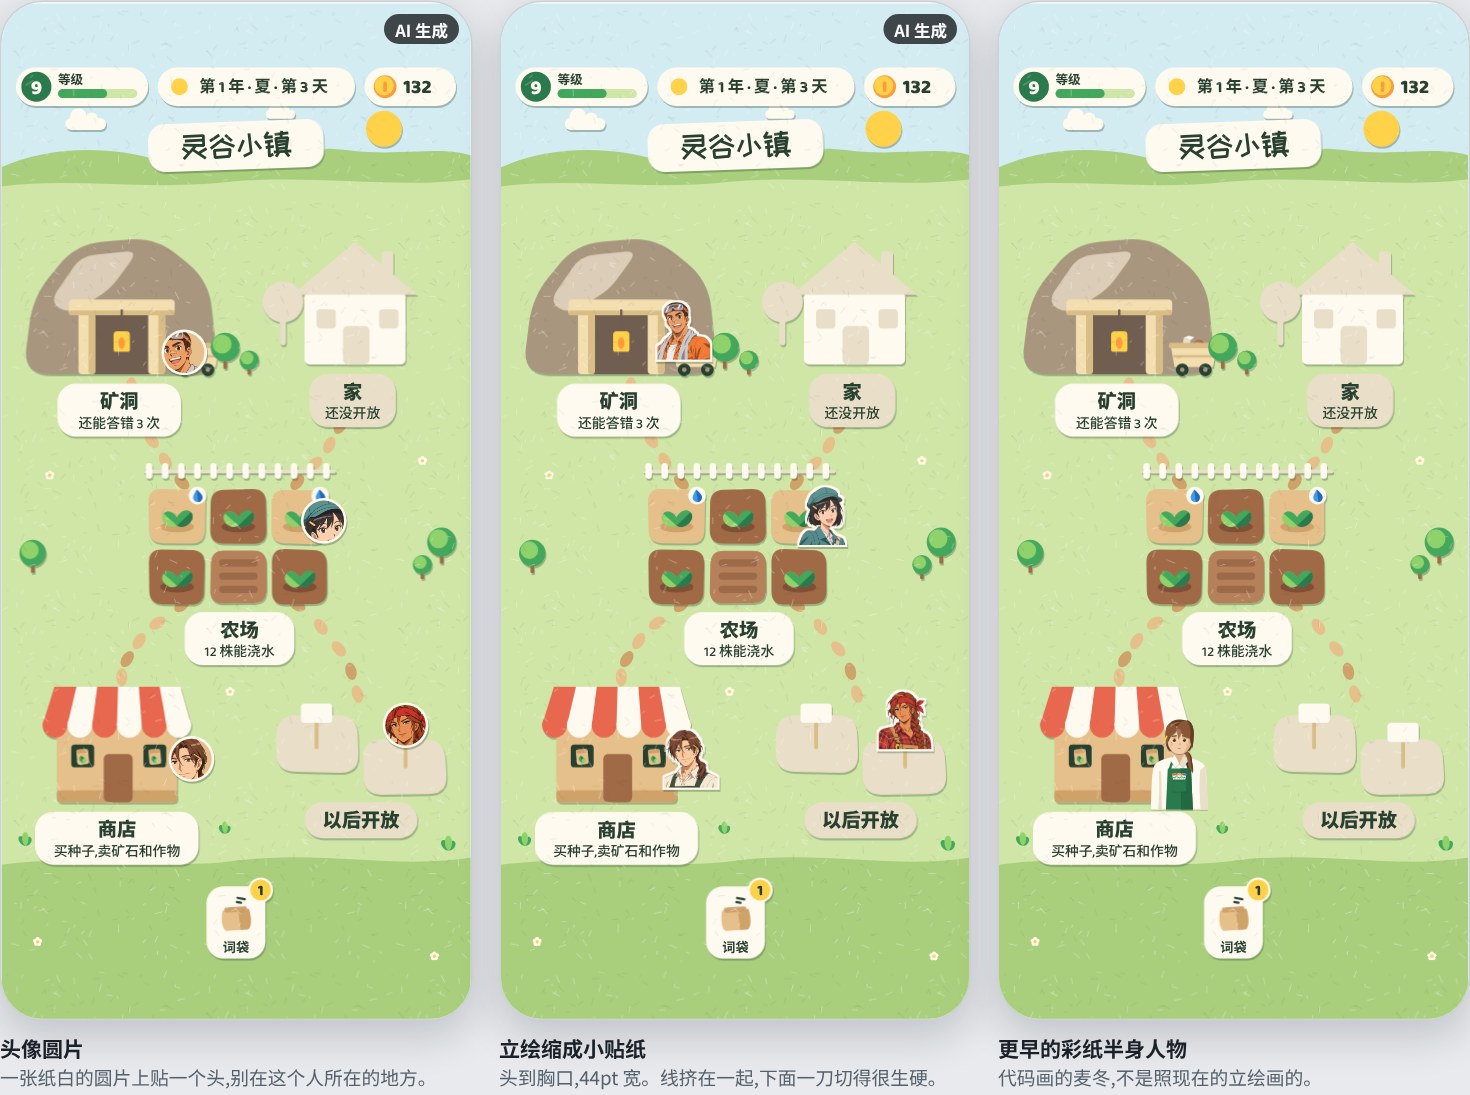 AI 生成
9
等级
第1年·夏·第3天
132
灵谷小镇
矿洞
还能答错3次
家
还没开放
农场
12 株能浇水
商店
买种子,卖矿石和作物
以后开放
1
词袋
头像圆片
一张纸白的圆片上贴一个头,别在这个人所在的地方。
AI 生成
9
等级
第1年·夏·第3天
132
灵谷小镇
矿洞
还能答错3次
家
还没开放
农场
12 株能浇水
商店
买种子,卖矿石和作物
以后开放
1
词袋
立绘缩成小贴纸
头到胸口,44pt 宽。线挤在一起,下面一刀切得很生硬。
9
等级
第1年·夏·第3天
132
灵谷小镇
矿洞
还能答错3次
家
还没开放
农场
12 株能浇水
商店
买种子,卖矿石和作物
以后开放
1
词袋
更早的彩纸半身人物
代码画的麦冬,不是照现在的立绘画的。